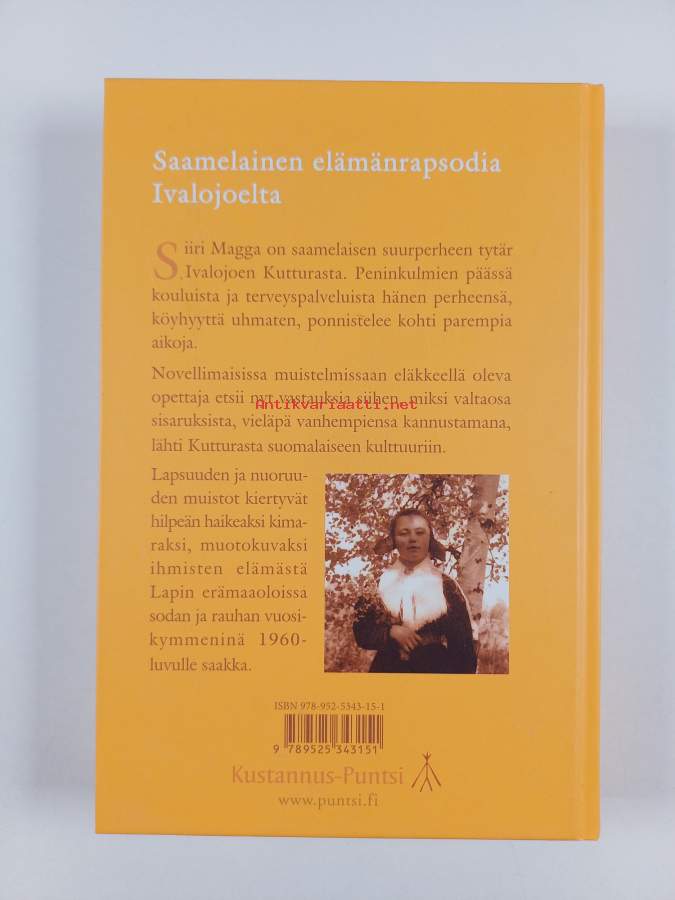 Saamelainen elämänrapsodia
Ivalojoelta
Siiri Magga on saamelaisen suurperheen tytär
Ivalojoen Kutturasta. Peninkulmien päässä
kouluista ja terveyspalveluista hänen perheensä,
köyhyyttä uhmaten, ponnistelee kohti parempia
aikoja.
Novellimaisissa muistelmissaan eläkkeellä oleva
opettaja etsii nyt vastauksia siihen, miksi valtaosa
Antikvariaatti.net
sisaruksista, vieläpä vanhempiensa kannustamana,
lähti Kutturasta suomalaiseen kulttuuriin.
Lapsuuden ja nuoruu-
den muistot kiertyvät
hilpeän haikeaksi kima-
raksi, muotokuvaksi
ihmisten elämästä
Lapin erämaaoloissa
sodan ja rauhan vuosi-
kymmeninä 1960-
luvulle saakka.
ISBN 978-952-5343-15-1
9 789525 343151
Kustannus-Puntsi
www.puntsi.fi